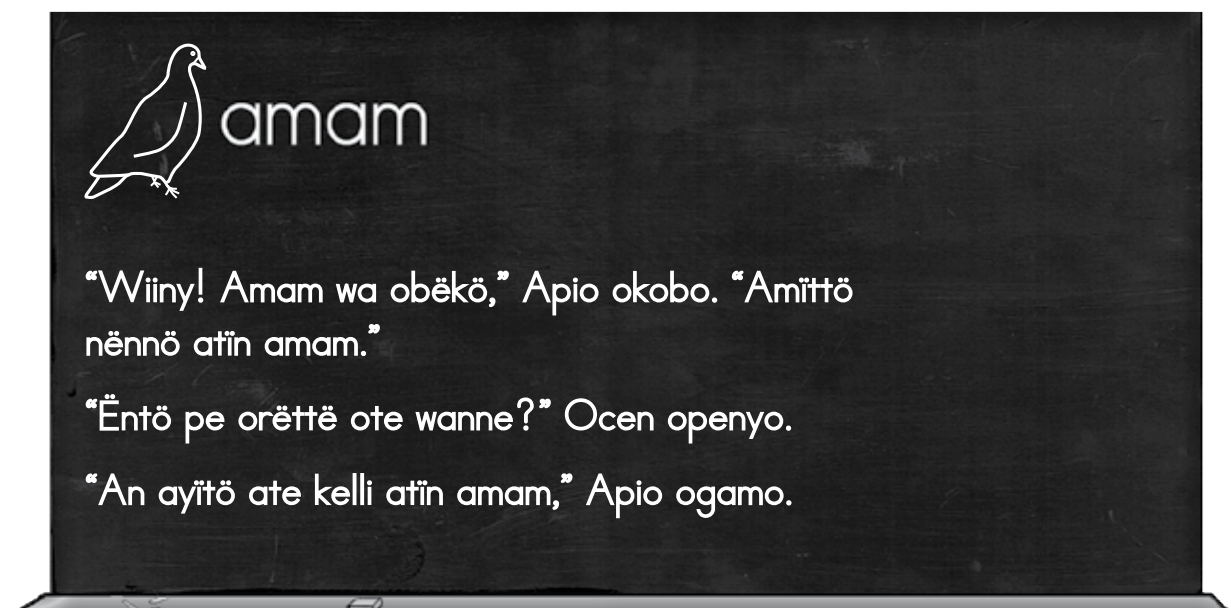 amam
“Wiiny! Amam wa obëkö,” Apio okobo. “Amïttö
nënnö atïn amam.”
“Ëntö pe orëttë ote wanne?” Ocen openyo.
“An ayïtö ate kelli atïn amam,” Apio ogamo.